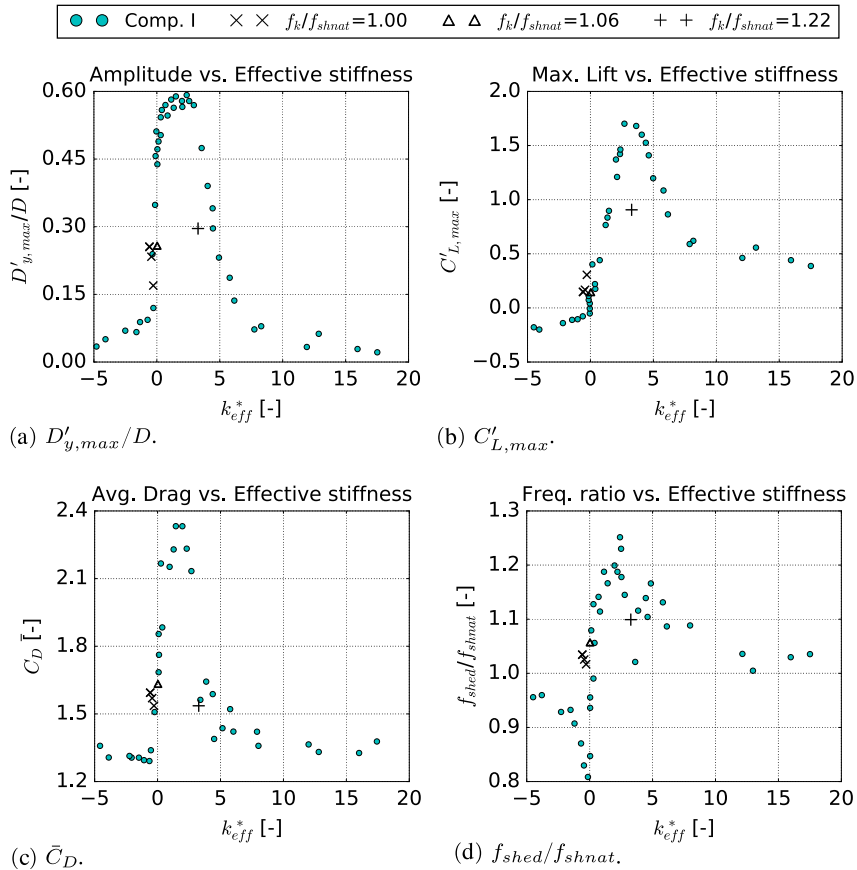 Comp. I × × f_k/f_shnat=1.00 △ △ f_k/f_shnat=1.06 + + f_k/f_shnat=1.22
Amplitude vs. Effective stiffness
D′_y,max/D [-]
0.60
0.45
0.30
0.15
0.00
−5 0 5 10 15 20
k*_eff [-]
(a) D′_y,max/D.
Max. Lift vs. Effective stiffness
C′_L,max [-]
2.0
1.5
1.0
0.5
0.0
−0.5
−5 0 5 10 15 20
k*_eff [-]
(b) C′_L,max.
Avg. Drag vs. Effective stiffness
C_D [-]
2.4
2.1
1.8
1.5
1.2
−5 0 5 10 15 20
k*_eff [-]
(c) C̄_D.
Freq. ratio vs. Effective stiffness
f_shed/f_shnat [-]
1.3
1.2
1.1
1.0
0.9
0.8
−5 0 5 10 15 20
k*_eff [-]
(d) f_shed/f_shnat.